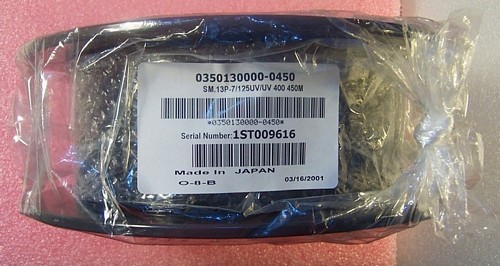 0350130000-0450
SM.13P-7/125UV/UV 400 450M
*0350130000-0450*
Serial Number:1ST009616
Made In JAPAN
O-8-B 03/16/2001